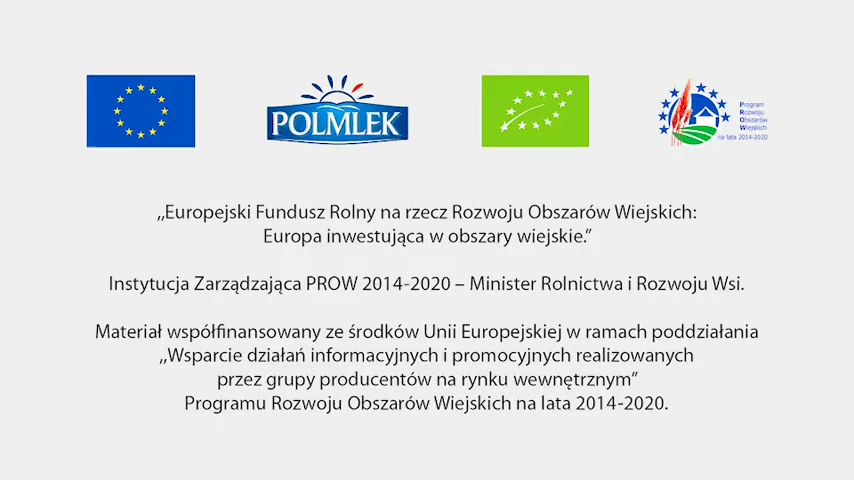 POLMLEK
Program
Rozwoju
Obszarów
Wiejskich
na lata 2014-2020
,,Europejski Fundusz Rolny na rzecz Rozwoju Obszarów Wiejskich:
Europa inwestująca w obszary wiejskie.”
Instytucja Zarządzająca PROW 2014-2020 – Minister Rolnictwa i Rozwoju Wsi.
Materiał współfinansowany ze środków Unii Europejskiej w ramach poddziałania
,,Wsparcie działań informacyjnych i promocyjnych realizowanych
przez grupy producentów na rynku wewnętrznym”
Programu Rozwoju Obszarów Wiejskich na lata 2014-2020.